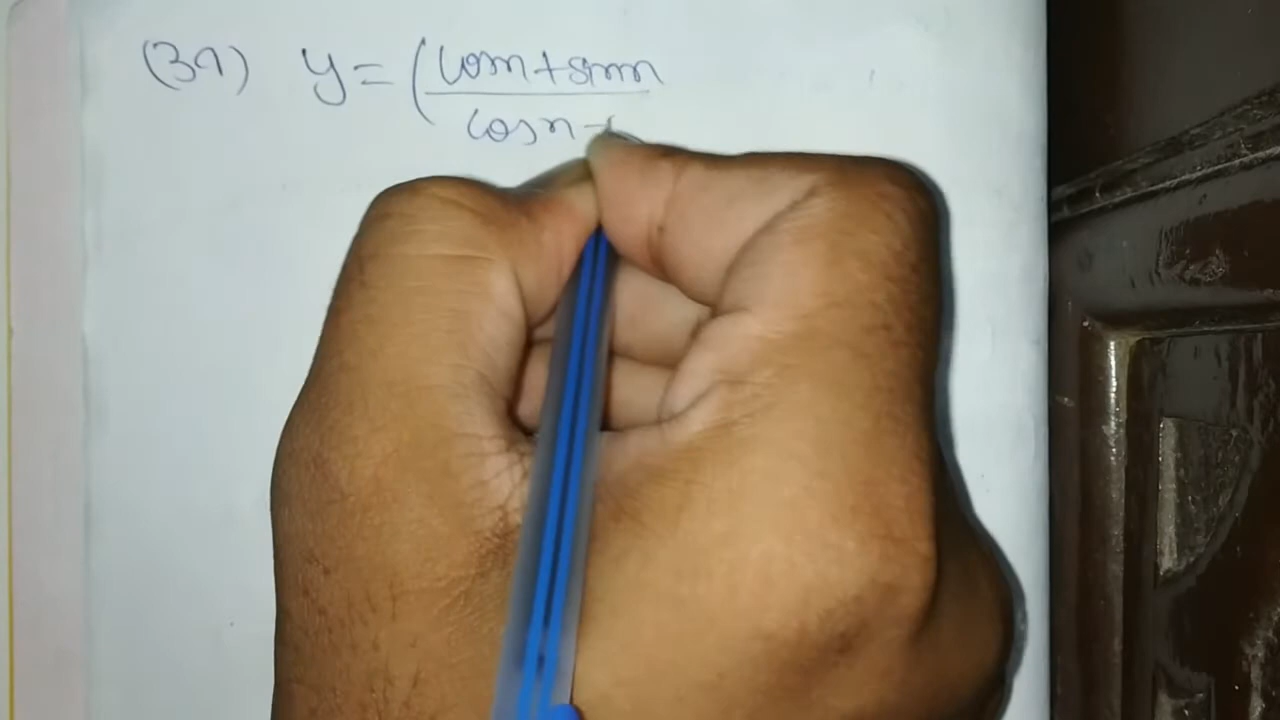 (37) y = (cosx + sinx
cosx -